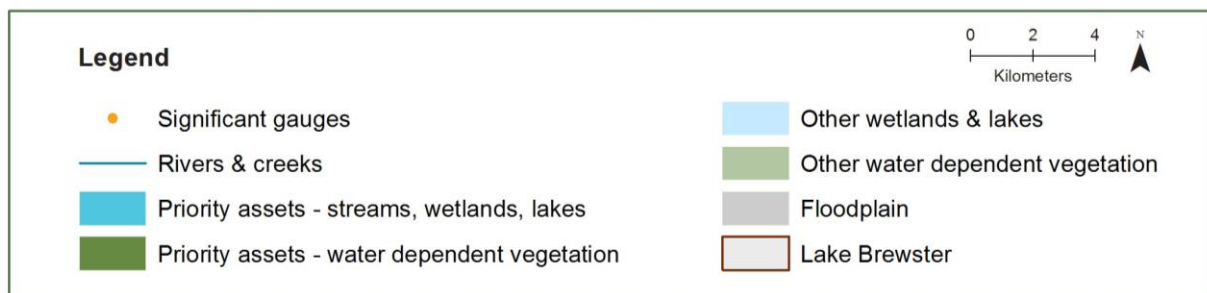 Legend
0 2 4
Kilometers
N
Significant gauges
Rivers & creeks
Priority assets - streams, wetlands, lakes
Priority assets - water dependent vegetation
Other wetlands & lakes
Other water dependent vegetation
Floodplain
Lake Brewster